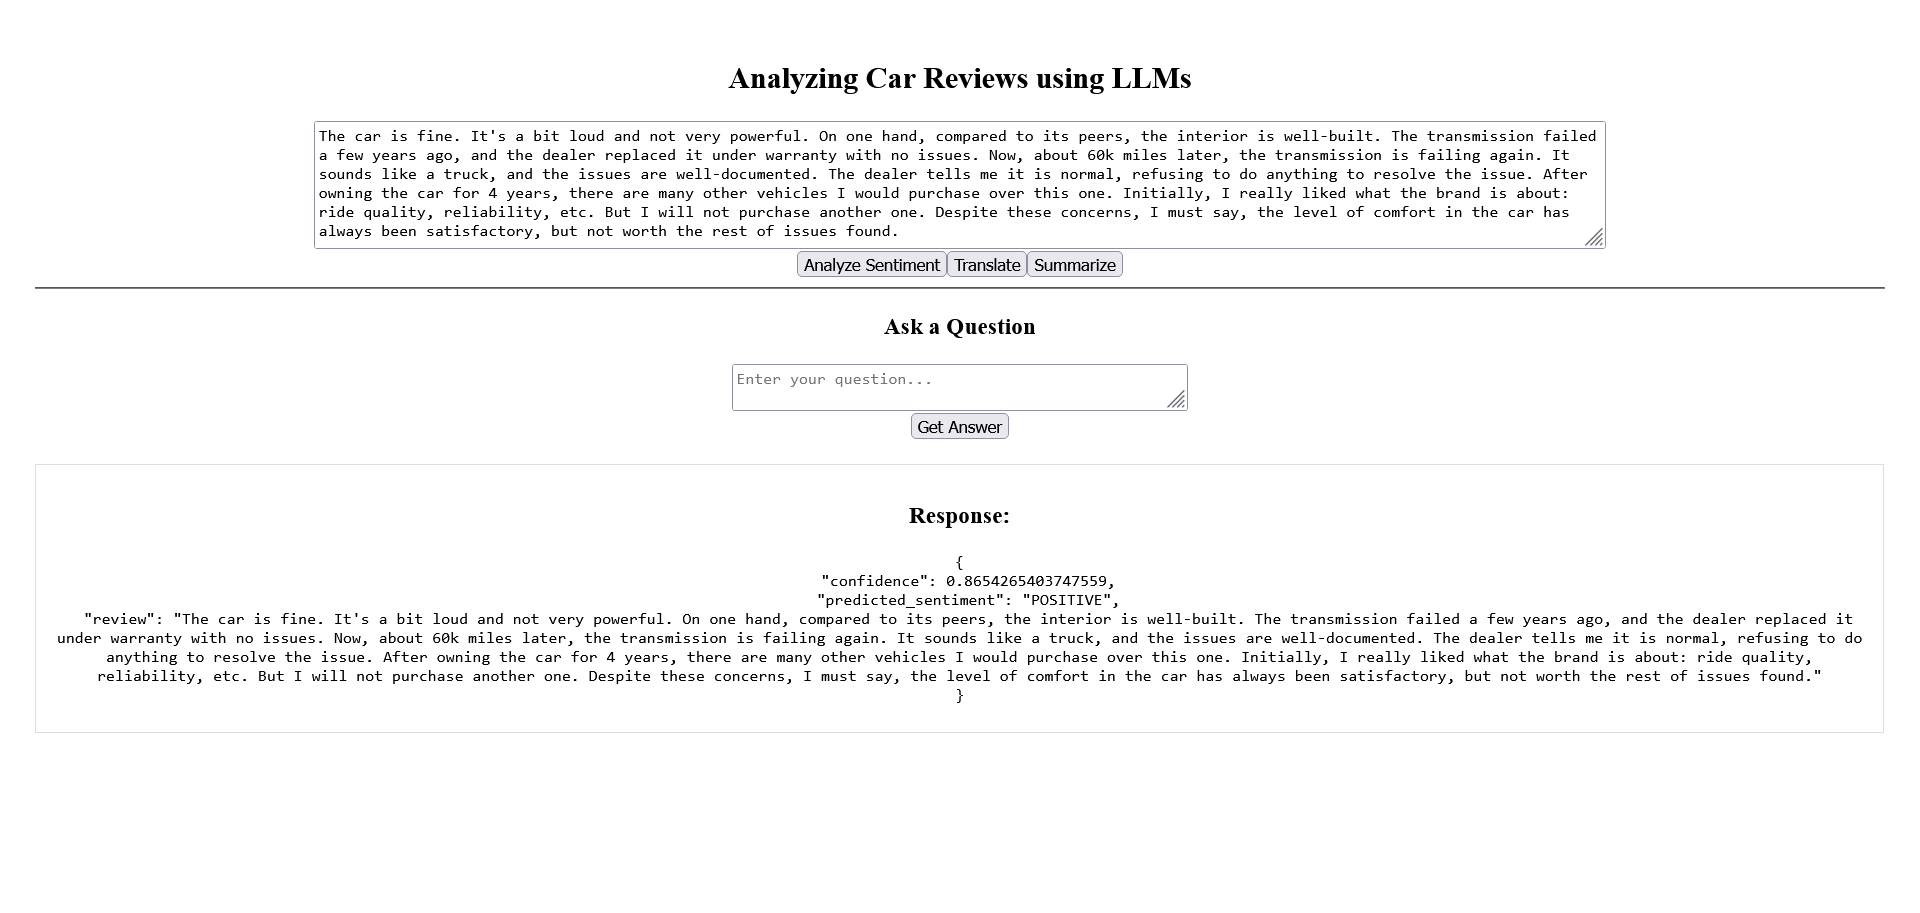 Analyzing Car Reviews using LLMs
The car is fine. It's a bit loud and not very powerful. On one hand, compared to its peers, the interior is well-built. The transmission failed
a few years ago, and the dealer replaced it under warranty with no issues. Now, about 60k miles later, the transmission is failing again. It
sounds like a truck, and the issues are well-documented. The dealer tells me it is normal, refusing to do anything to resolve the issue. After
owning the car for 4 years, there are many other vehicles I would purchase over this one. Initially, I really liked what the brand is about:
ride quality, reliability, etc. But I will not purchase another one. Despite these concerns, I must say, the level of comfort in the car has
always been satisfactory, but not worth the rest of issues found.
Analyze Sentiment Translate Summarize
Ask a Question
Enter your question...
Get Answer
Response:
{
"confidence": 0.8654265403747559,
"predicted_sentiment": "POSITIVE",
"review": "The car is fine. It's a bit loud and not very powerful. On one hand, compared to its peers, the interior is well-built. The transmission failed a few years ago, and the dealer replaced it
under warranty with no issues. Now, about 60k miles later, the transmission is failing again. It sounds like a truck, and the issues are well-documented. The dealer tells me it is normal, refusing to do
anything to resolve the issue. After owning the car for 4 years, there are many other vehicles I would purchase over this one. Initially, I really liked what the brand is about: ride quality,
reliability, etc. But I will not purchase another one. Despite these concerns, I must say, the level of comfort in the car has always been satisfactory, but not worth the rest of issues found."
}